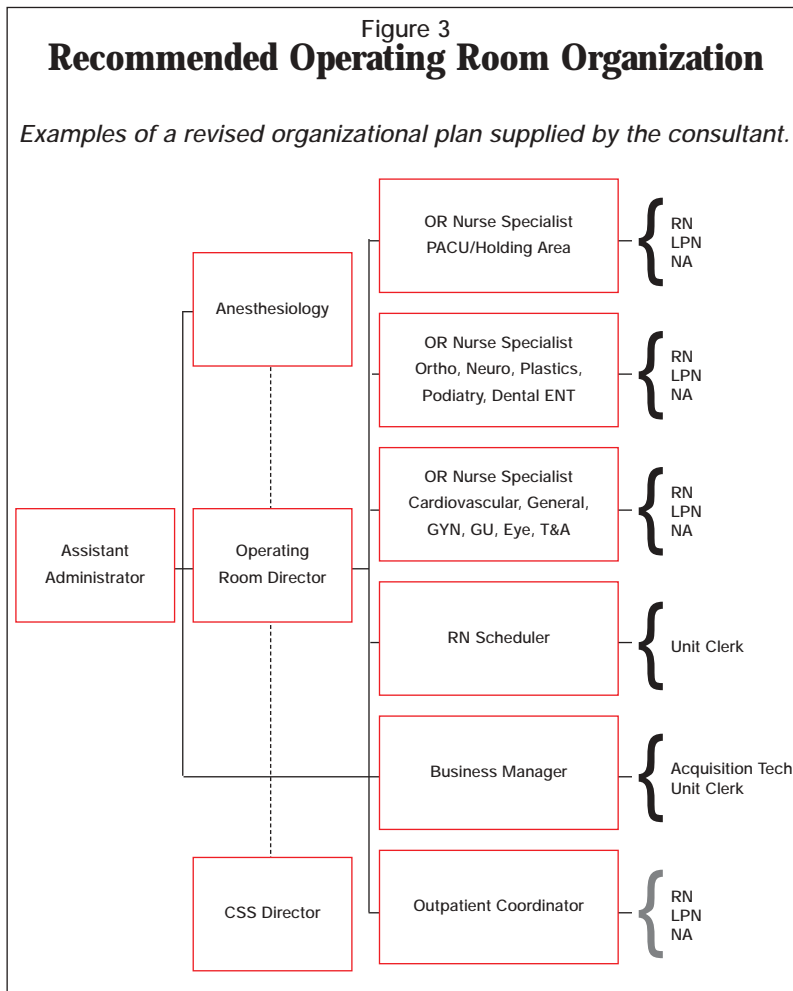 Figure 3
Recommended Operating Room Organization
Examples of a revised organizational plan supplied by the consultant.
OR Nurse Specialist
PACU/Holding Area
RN
LPN
NA
Anesthesiology
OR Nurse Specialist
Ortho, Neuro, Plastics,
Podiatry, Dental ENT
RN
LPN
NA
OR Nurse Specialist
Cardiovascular, General,
GYN, GU, Eye, T&A
RN
LPN
NA
Assistant
Administrator
Operating
Room Director
RN Scheduler
Unit Clerk
Business Manager
Acquisition Tech
Unit Clerk
CSS Director
Outpatient Coordinator
RN
LPN
NA